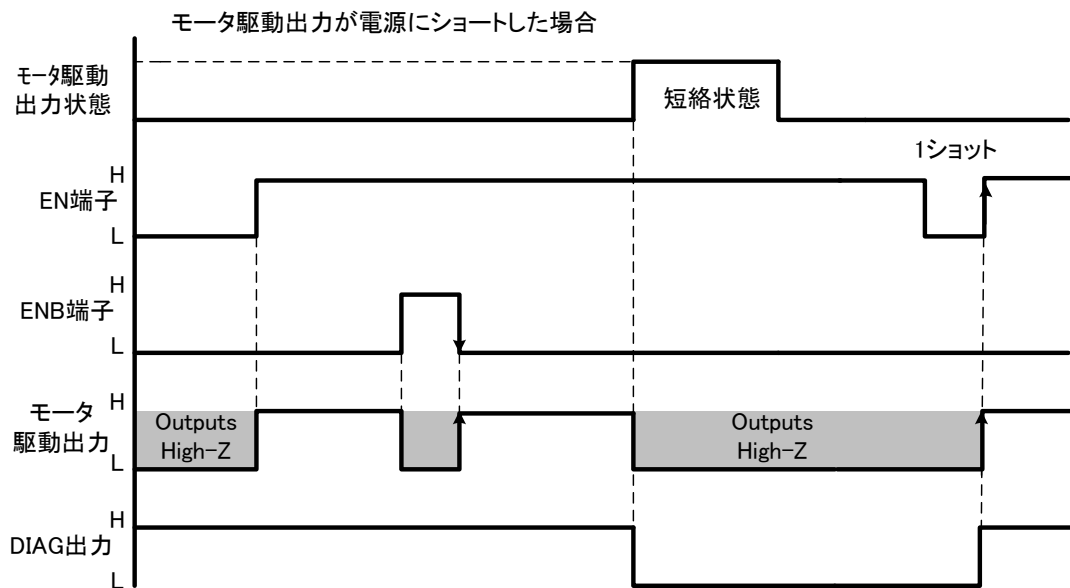 モータ駆動出力が電源にショートした場合
モータ駆動
出力状態
短絡状態
1ショット
H
EN端子
L
H
ENB端子
L
H
モータ
駆動出力
L
Outputs
High-Z
Outputs
High-Z
H
DIAG出力
L